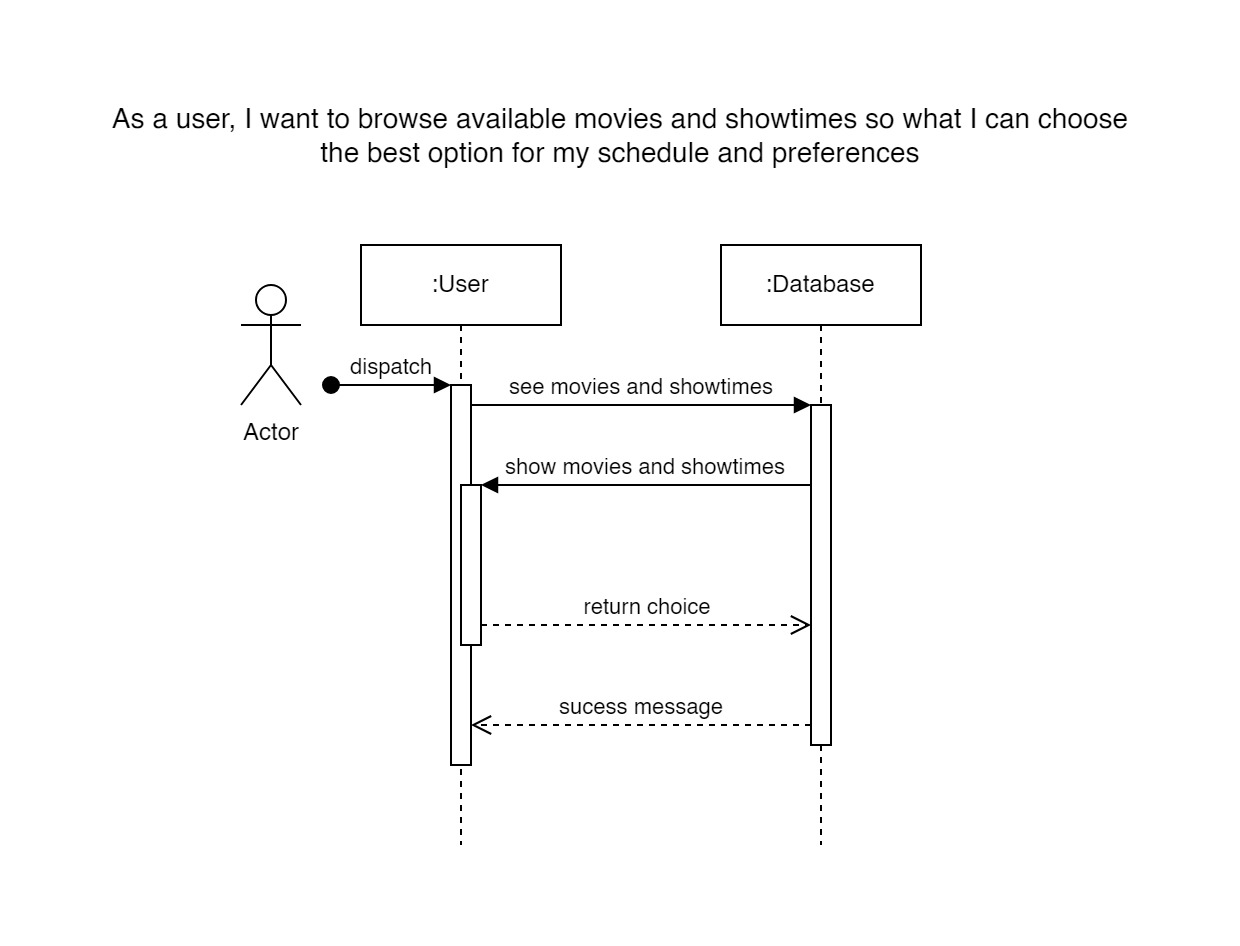 As a user, I want to browse available movies and showtimes so what I can choose
the best option for my schedule and preferences
:User
:Database
dispatch
see movies and showtimes
Actor
show movies and showtimes
return choice
sucess message